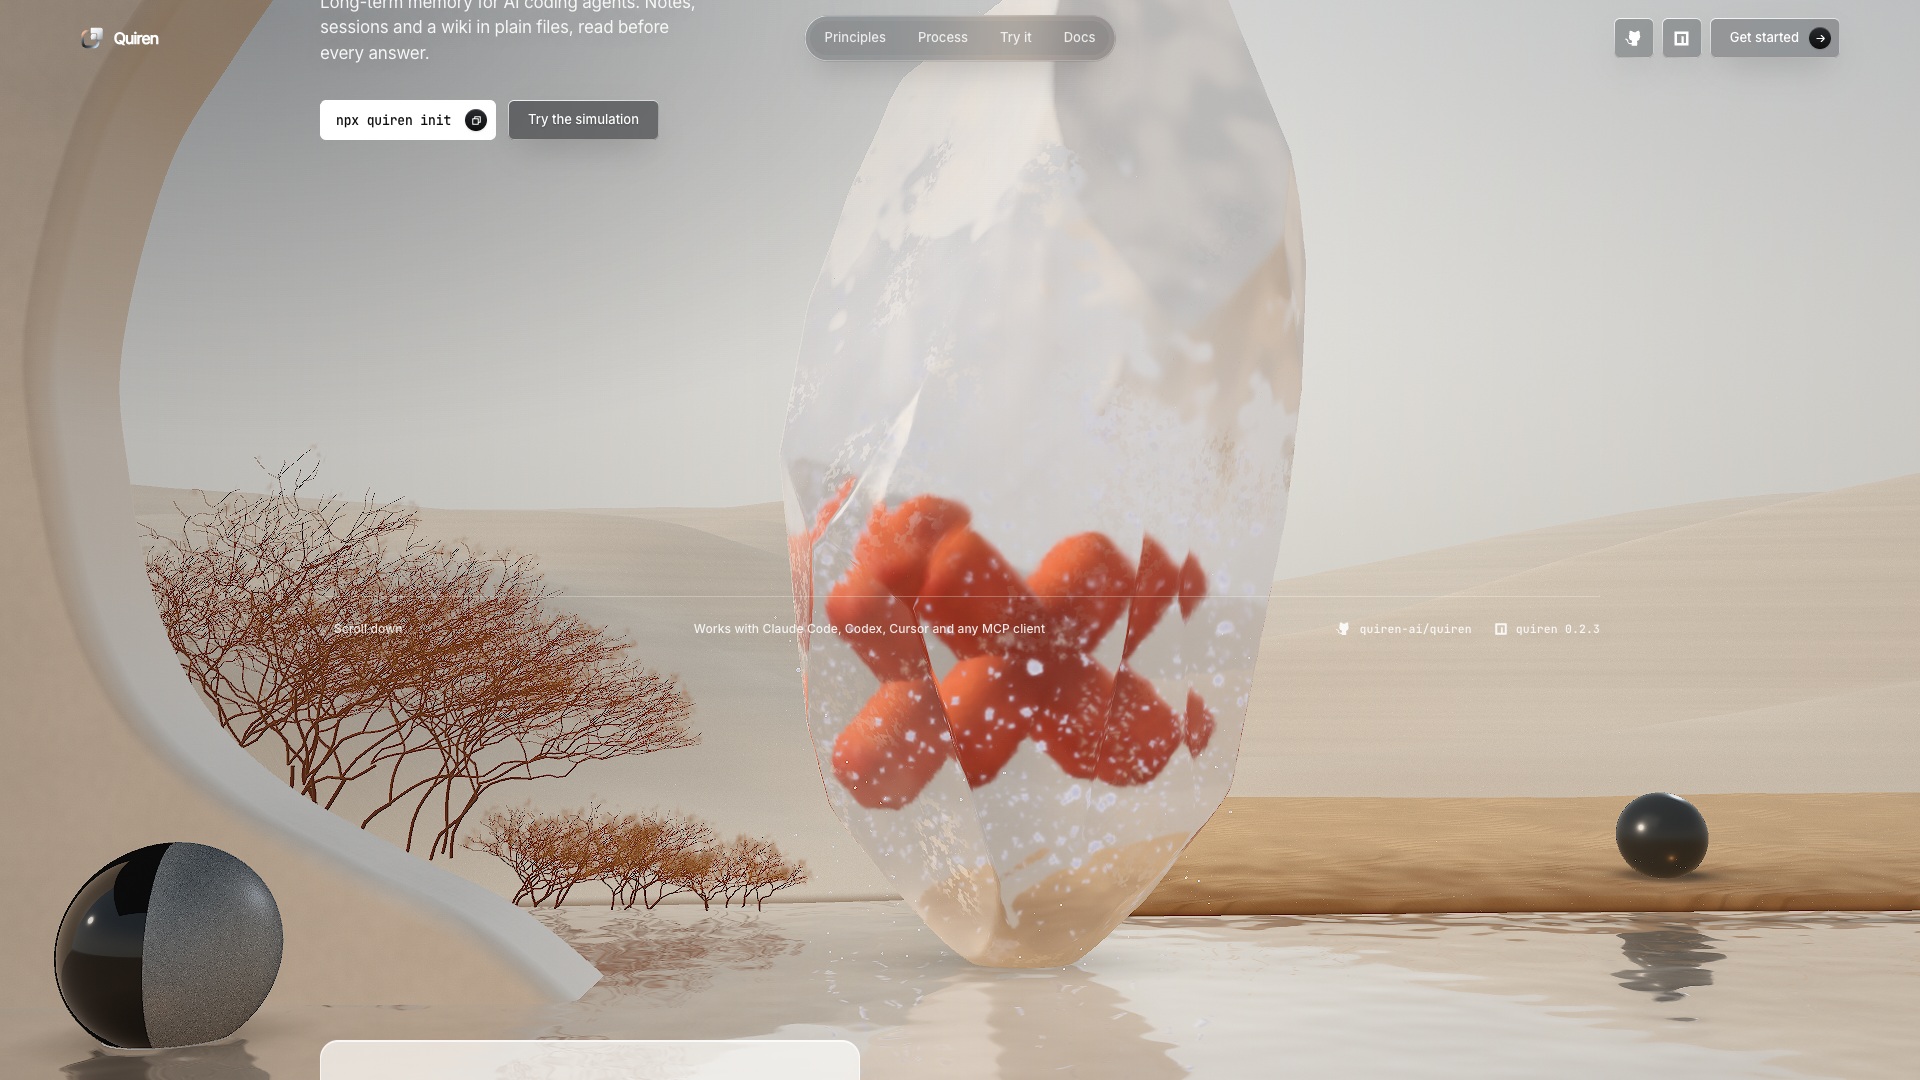 Long-term memory for AI coding agents. Notes,
sessions and a wiki in plain files, read before
every answer.
Quiren
Principles
Process
Try it
Docs
Get started
npx quiren init
Try the simulation
Scroll down
Works with Claude Code, Codex, Cursor and any MCP client
quiren-ai/quiren
quiren 0.2.3